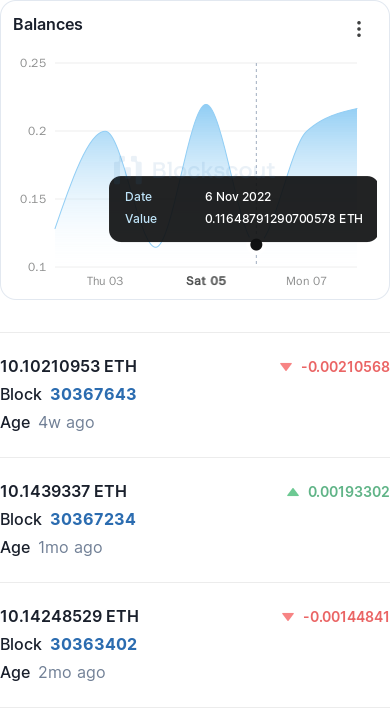 Balances
0.25
0.2
Blockscout
Date 6 Nov 2022
Value 0.11648791290700578 ETH
0.15
0.1
Thu 03 Sat 05 Mon 07
10.10210953 ETH -0.00210568
Block 30367643
Age 4w ago
10.1439337 ETH 0.00193302
Block 30367234
Age 1mo ago
10.14248529 ETH -0.00144841
Block 30363402
Age 2mo ago